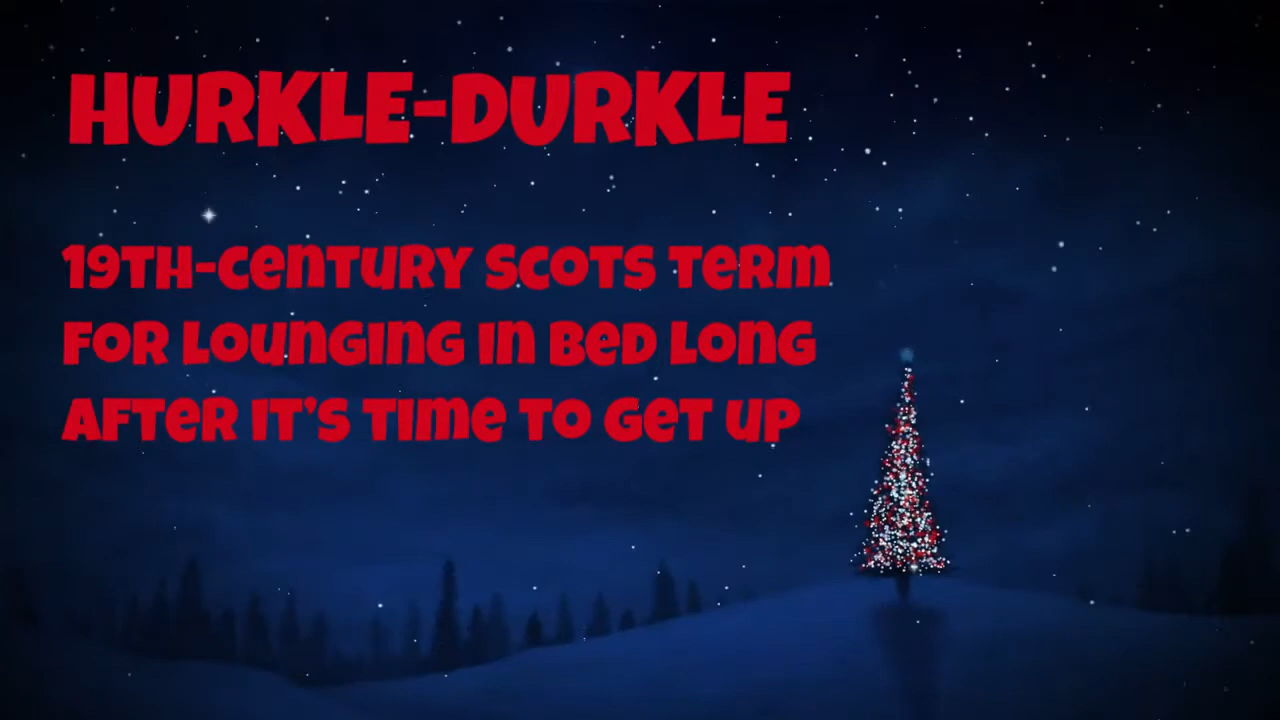 HURKLE-DURKLE
19TH-CENTURY SCOTS TERM
FOR LOUNGING IN BED LONG
AFTER IT'S TIME TO GET UP